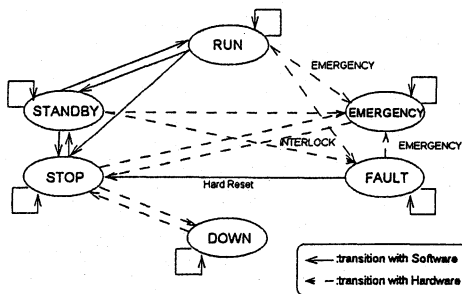 RUN
EMERGENCY
STANDBY
EMERGENCY
INTERLOCK
EMERGENCY
STOP
FAULT
Hard Reset
DOWN
:transition with Software
:transition with Hardware